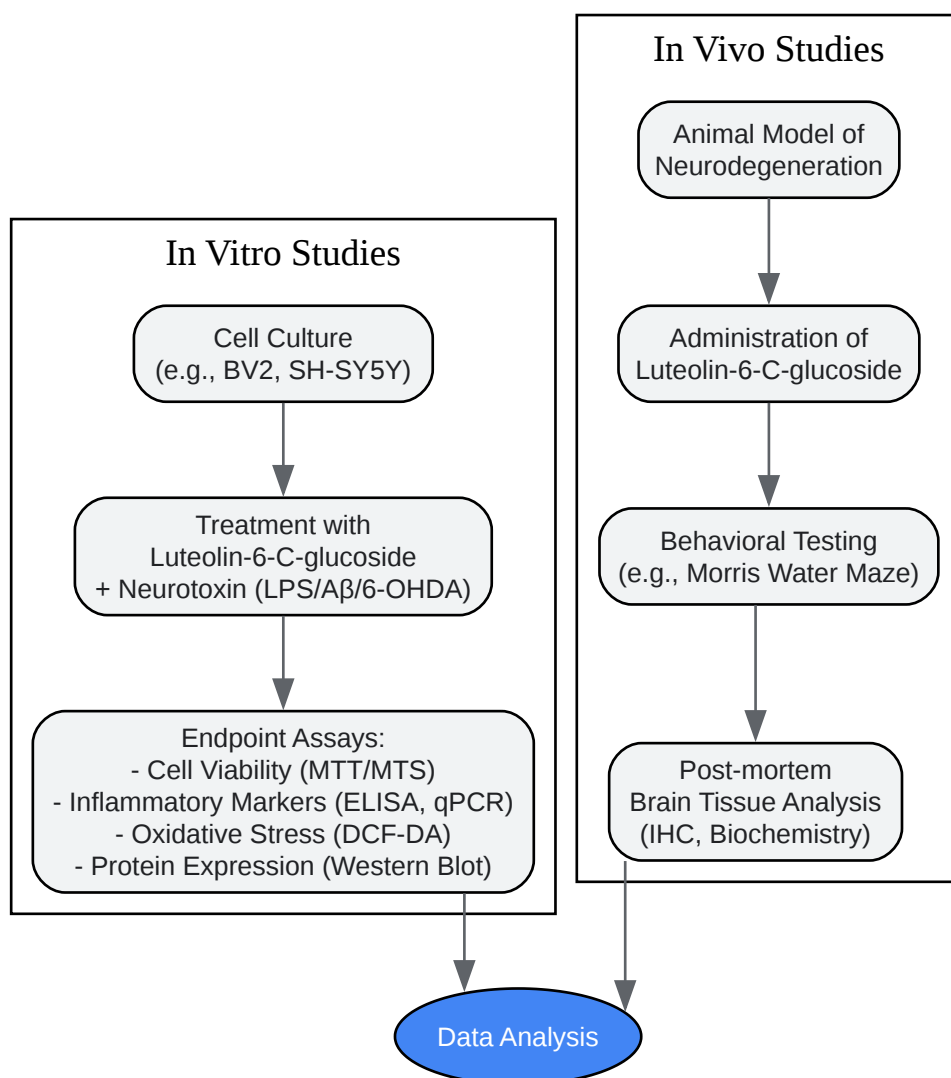 In Vitro Studies
Cell Culture
(e.g., BV2, SH-SY5Y)
Treatment with
Luteolin-6-C-glucoside
+ Neurotoxin (LPS/Aβ/6-OHDA)
Endpoint Assays:
- Cell Viability (MTT/MTS)
- Inflammatory Markers (ELISA, qPCR)
- Oxidative Stress (DCF-DA)
- Protein Expression (Western Blot)
In Vivo Studies
Animal Model of
Neurodegeneration
Administration of
Luteolin-6-C-glucoside
Behavioral Testing
(e.g., Morris Water Maze)
Post-mortem
Brain Tissue Analysis
(IHC, Biochemistry)
Data Analysis